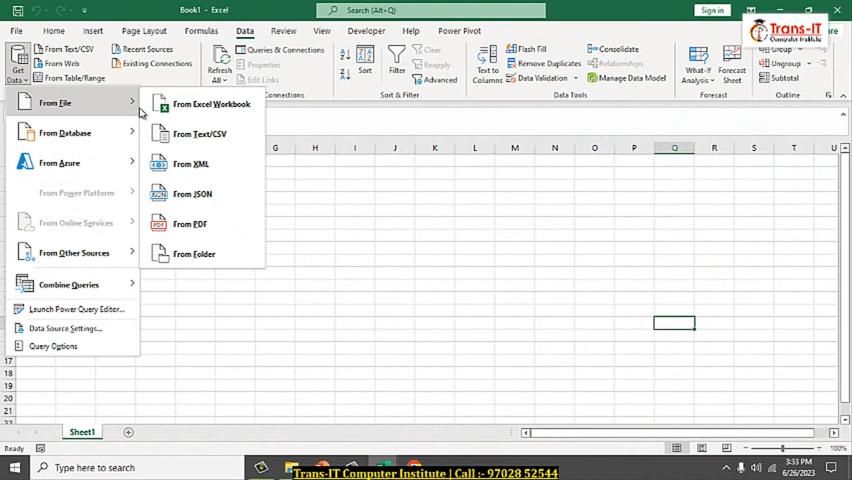 Book1 - Excel
Search (Alt+Q)
Sign in
Trans-IT
Computer Institute
File Home Insert Page Layout Formulas Data Review View Developer Help Power Pivot
Get Data
From Text/CSV
From Web
From Table/Range
Recent Sources
Existing Connections
Refresh All
Queries & Connections
Sort
Filter
Clear
Reapply
Advanced
Text to Columns
Flash Fill
Remove Duplicates
Data Validation
Consolidate
Relationships
Manage Data Model
What-If Analysis
Forecast Sheet
Group
Ungroup
Subtotal
Sort & Filter
Data Tools
Forecast
Outline
From File
From Database
From Azure
From Power Platform
From Online Services
From Other Sources
Combine Queries
Launch Power Query Editor...
Data Source Settings...
Query Options
From Excel Workbook
From Text/CSV
From XML
From JSON
From PDF
From Folder
G H I J K L M N O P Q R S T U
17
18
19
20
21
22
Sheet1
Ready
100%
Type here to search
Trans-IT Computer Institute | Call :- 97028 52544
3:33 PM
6/26/2023